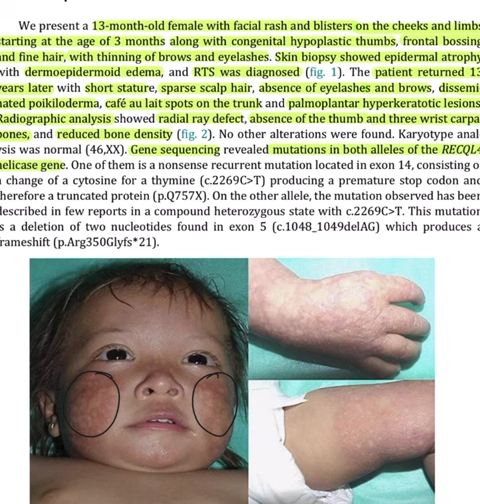 We present a 13-month-old female with facial rash and blisters on the cheeks and limbs
starting at the age of 3 months along with congenital hypoplastic thumbs, frontal bossing
and fine hair, with thinning of brows and eyelashes. Skin biopsy showed epidermal atrophy
with dermoepidermoid edema, and RTS was diagnosed (fig. 1). The patient returned 13
years later with short stature, sparse scalp hair, absence of eyelashes and brows, dissemi
nated poikiloderma, café au lait spots on the trunk and palmoplantar hyperkeratotic lesions
Radiographic analysis showed radial ray defect, absence of the thumb and three wrist carpa
bones, and reduced bone density (fig. 2). No other alterations were found. Karyotype anal
ysis was normal (46,XX). Gene sequencing revealed mutations in both alleles of the RECQL4
helicase gene. One of them is a nonsense recurrent mutation located in exon 14, consisting o
a change of a cytosine for a thymine (c.2269C>T) producing a premature stop codon and
therefore a truncated protein (p.Q757X). On the other allele, the mutation observed has been
described in few reports in a compound heterozygous state with c.2269C>T. This mutation
is a deletion of two nucleotides found in exon 5 (c.1048_1049delAG) which produces a
frameshift (p.Arg350Glyfs*21).